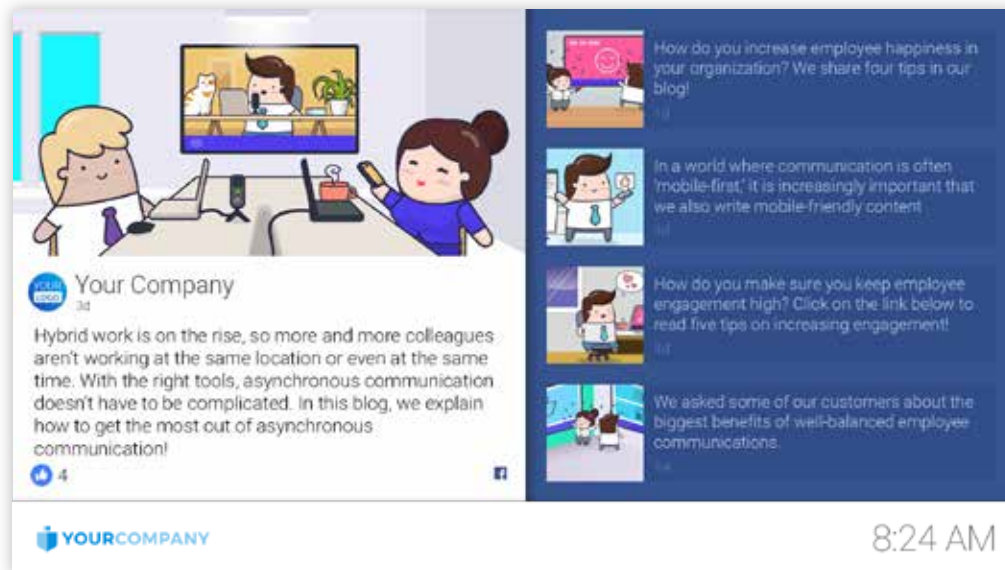 Your Company
3d
Hybrid work is on the rise, so more and more colleagues
aren't working at the same location or even at the same
time. With the right tools, asynchronous communication
doesn't have to be complicated. In this blog, we explain
how to get the most out of asynchronous
communication!
4
YOUR
LOGO
How do you increase employee happiness in
your organization? We share four tips in our
blog!
In a world where communication is often
'mobile-first,' it is increasingly important that
we also write mobile-friendly content
How do you make sure you keep employee
engagement high? Click on the link below to
read five tips on increasing engagement!
We asked some of our customers about the
biggest benefits of well-balanced employee
communications.
YOURCOMPANY
8:24 AM